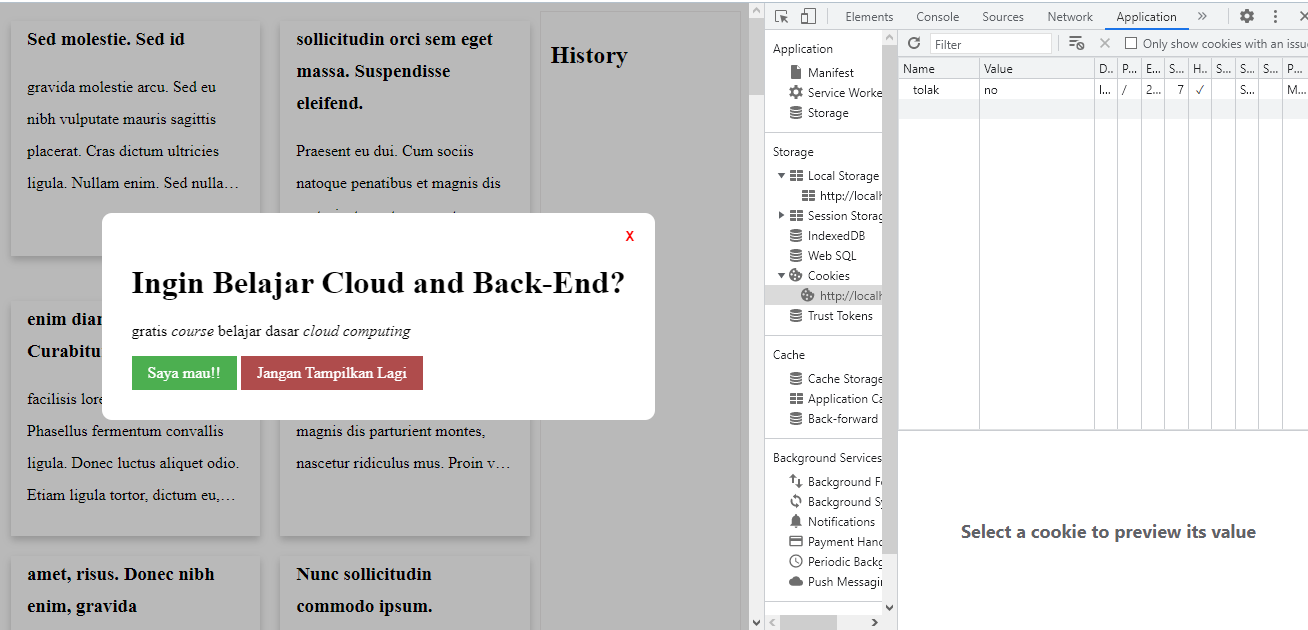 Sed molestie. Sed id
gravida molestie arcu. Sed eu
nibh vulputate mauris sagittis
placerat. Cras dictum ultricies
ligula. Nullam enim. Sed nulla…
sollicitudin orci sem eget
massa. Suspendisse
eleifend.
Praesent eu dui. Cum sociis
natoque penatibus et magnis dis
History
X
Ingin Belajar Cloud and Back-End?
gratis course belajar dasar cloud computing
Saya mau!! Jangan Tampilkan Lagi
enim diam
Curabitu
facilisis lore
Phasellus fermentum convallis
ligula. Donec luctus aliquet odio.
Etiam ligula tortor, dictum eu,…
magnis dis parturient montes,
nascetur ridiculus mus. Proin v…
amet, risus. Donec nibh
enim, gravida
Nunc sollicitudin
commodo ipsum.
Elements Console Sources Network Application »
Application
Manifest
Service Worke
Storage
Storage
Local Storage
http://localh
Session Storag
IndexedDB
Web SQL
Cookies
http://localh
Trust Tokens
Cache
Cache Storage
Application Ca
Back-forward
Background Services
Background Fe
Background Sy
Notifications
Payment Hand
Periodic Backg
Push Messagin
Filter Only show cookies with an issu
Name Value D.. P... E... S... H.. S... S... S... P...
tolak no l... / 2... 7 ✓ S... M...
Select a cookie to preview its value